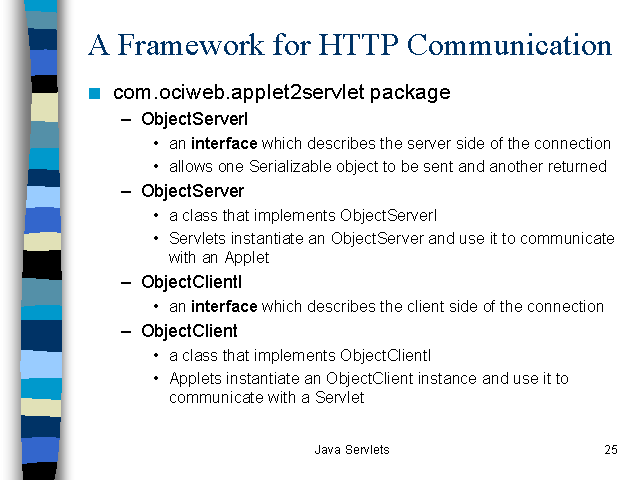 A Framework for HTTP Communication
com.ociweb.applet2servlet package
– ObjectServerI
• an interface which describes the server side of the connection
• allows one Serializable object to be sent and another returned
– ObjectServer
• a class that implements ObjectServerI
• Servlets instantiate an ObjectServer and use it to communicate
with an Applet
– ObjectClientI
• an interface which describes the client side of the connection
– ObjectClient
• a class that implements ObjectClientI
• Applets instantiate an ObjectClient instance and use it to
communicate with a Servlet
Java Servlets
25